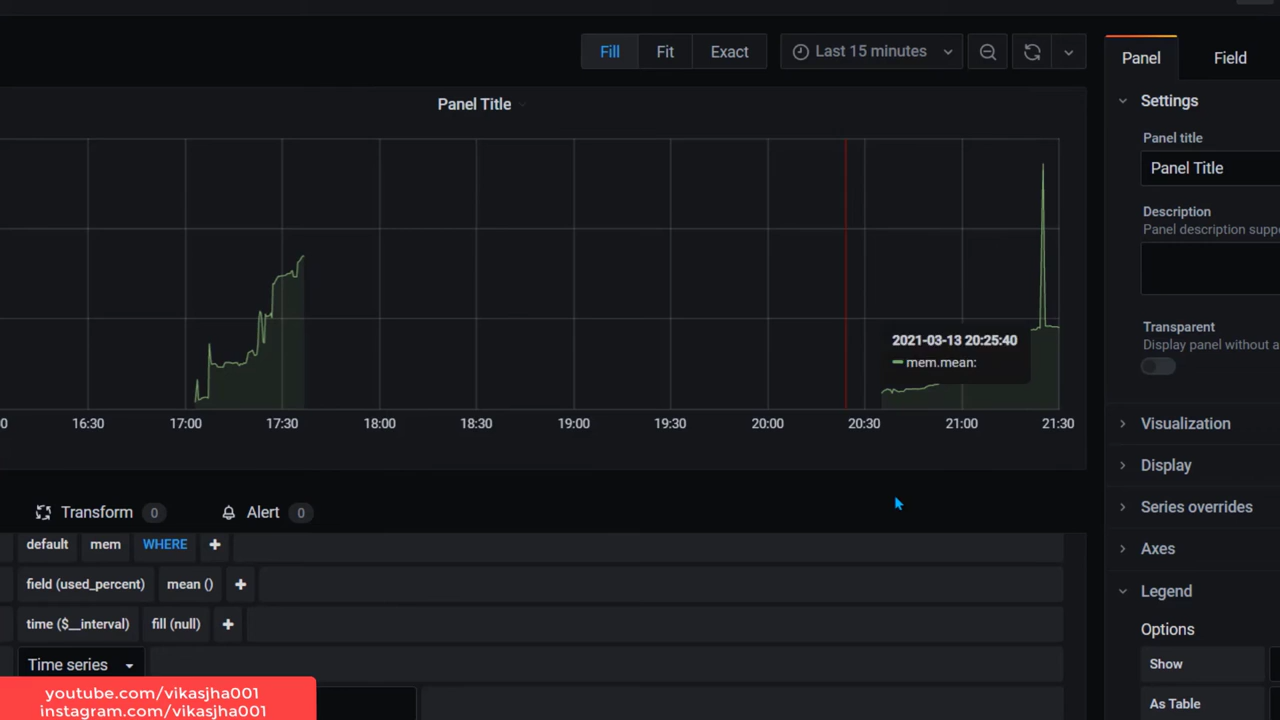 Fill Fit Exact Last 15 minutes
Panel Field
Panel Title
Settings
Panel title
Panel Title
Description
Panel description
Transparent
Display panel without a
2021-03-13 20:25:40
mem.mean:
0 16:30 17:00 17:30 18:00 18:30 19:00 19:30 20:00 20:30 21:00 21:30
Visualization
Display
Series overrides
Axes
Legend
Options
Show
As Table
Transform 0 Alert 0
default mem WHERE +
field (used_percent) mean () +
time ($__interval) fill (null) +
Time series
youtube.com/vikasjha001
instagram.com/vikasjha001